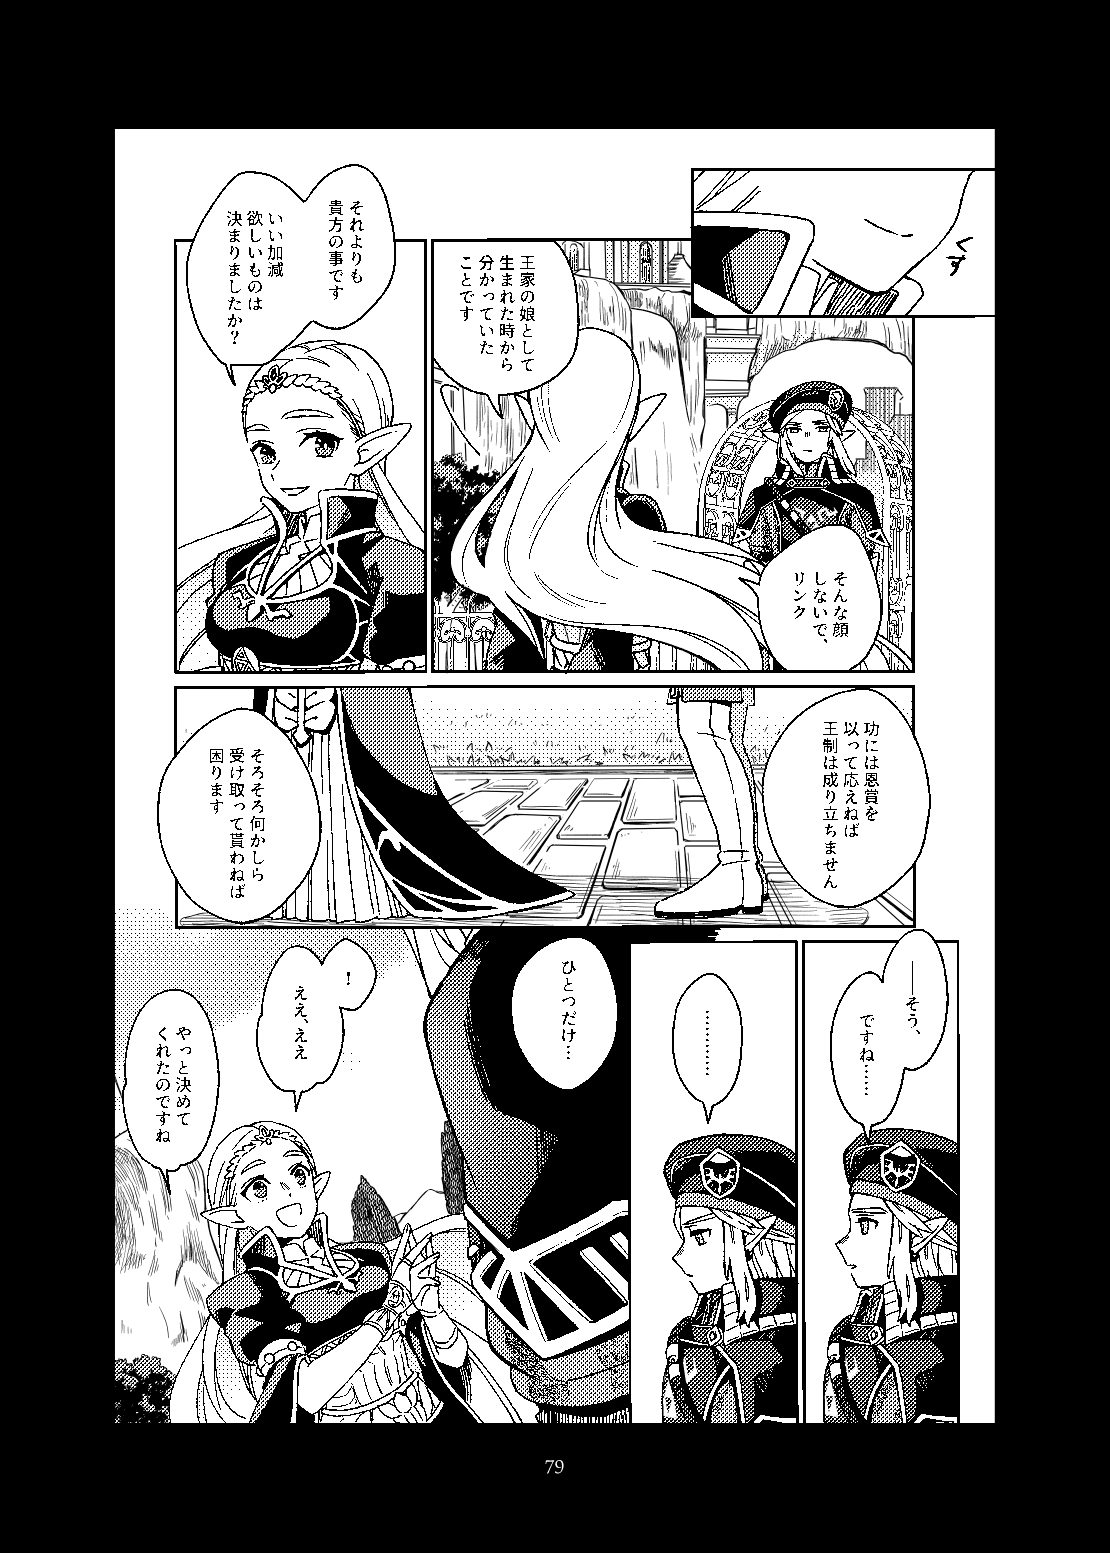 くす
そんな顔
しないで、
リンク
王家の娘として
生まれた時から
分かっていた
ことです
それよりも
貴方の事です
いい加減
欲しいものは
決まりましたか?
功には恩賞を
以って応えねば
王制は成り立ちません
そろそろ何かしら
受け取って貰わねば
困ります
──そう、
ですね……
…………
ひとつだけ…
!
ええ、ええ
やっと決めて
くれたのですね
79